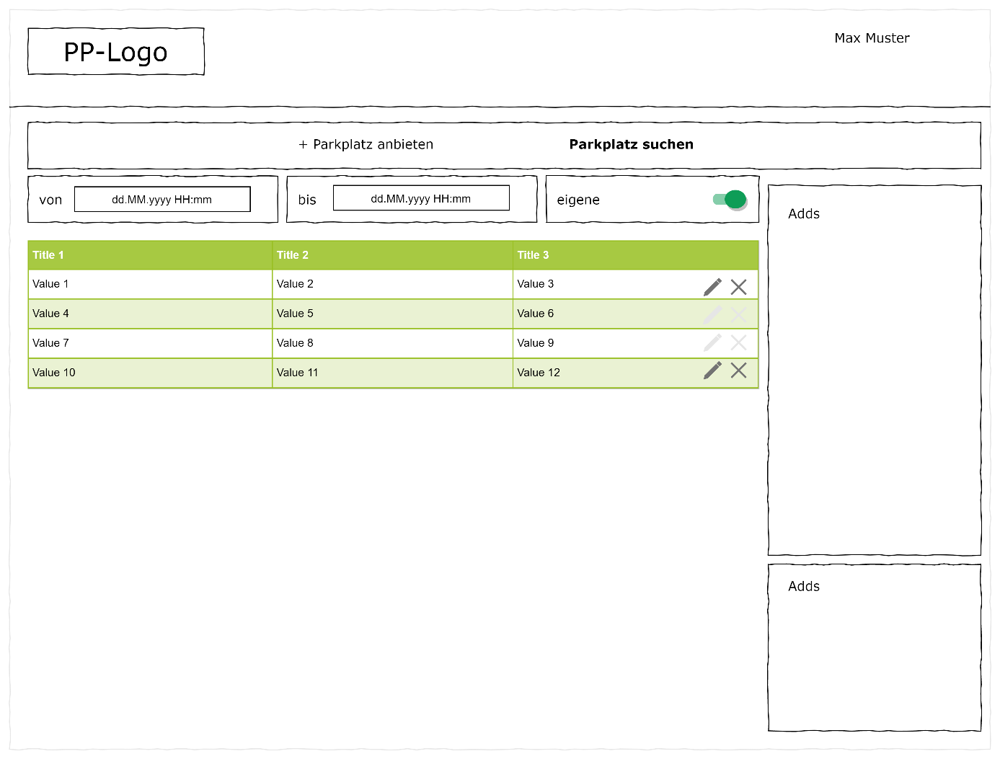 PP-Logo
Max Muster
+ Parkplatz anbieten
Parkplatz suchen
von
dd.MM.yyyy HH:mm
bis
dd.MM.yyyy HH:mm
eigene
Adds
Title 1 Title 2 Title 3
Value 1 Value 2 Value 3
Value 4 Value 5 Value 6
Value 7 Value 8 Value 9
Value 10 Value 11 Value 12
Adds